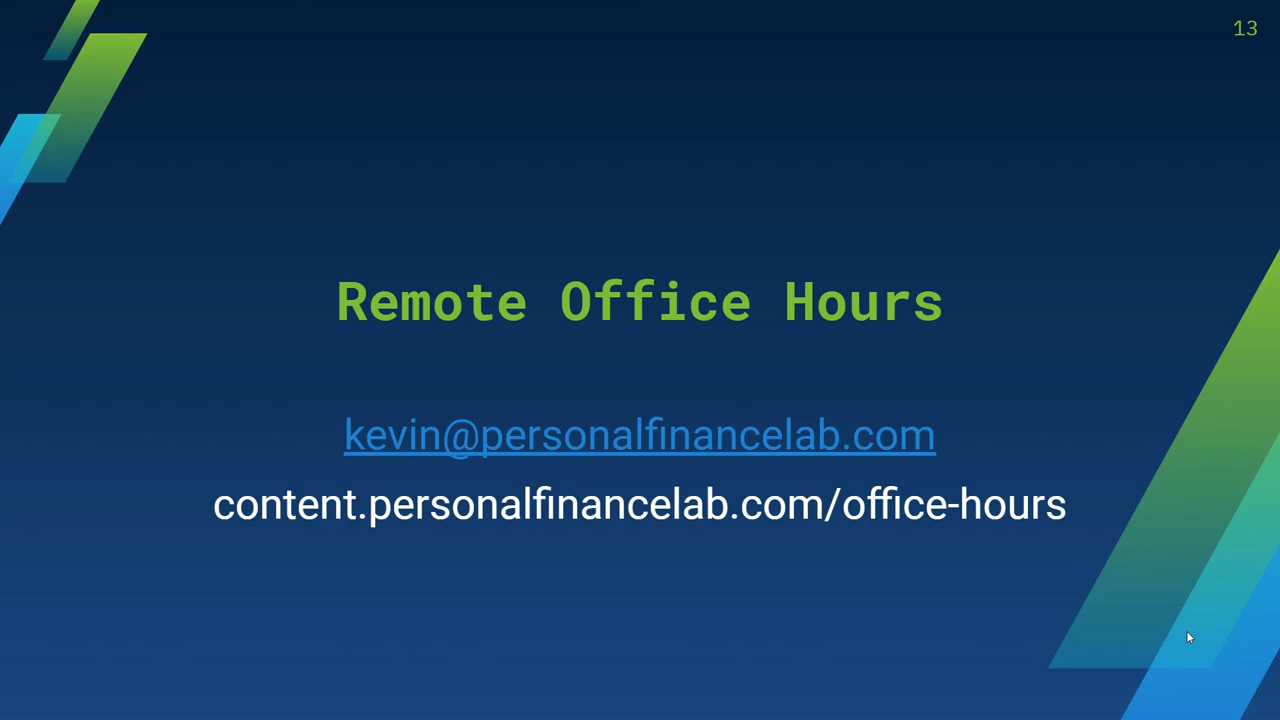 13
Remote Office Hours
kevin@personalfinancelab.com
content.personalfinancelab.com/office-hours